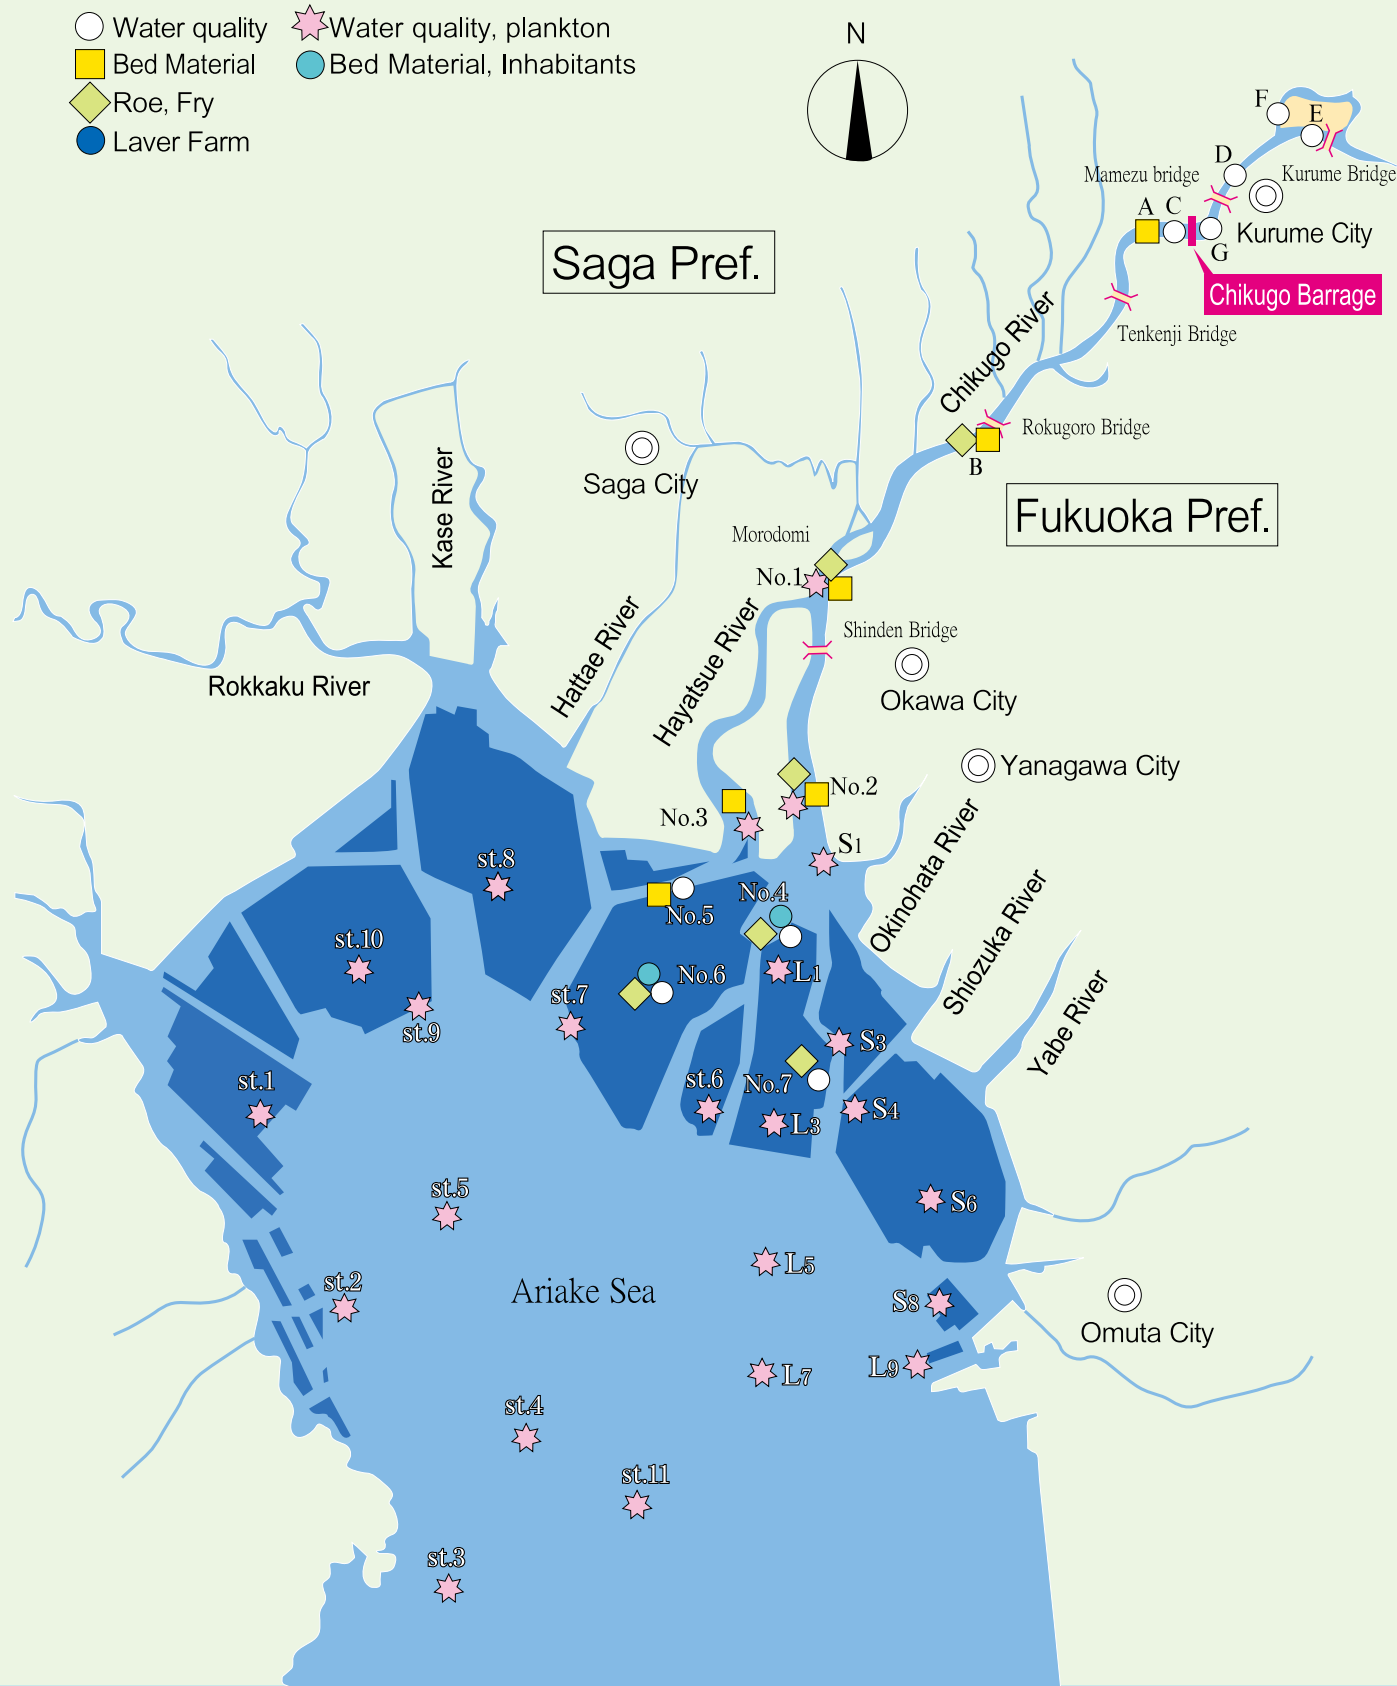 Water quality
Water quality, plankton
Bed Material
Bed Material, Inhabitants
Roe, Fry
Laver Farm
N
F
E
D
Mamezu bridge
Kurume Bridge
A
C
G
Kurume City
Saga Pref.
Chikugo Barrage
Tenkenji Bridge
Chikugo River
Rokugoro Bridge
B
Saga City
Kase River
Fukuoka Pref.
Morodomi
No.1
Hattae River
Hayatsue River
Shinden Bridge
Okawa City
Rokkaku River
Yanagawa City
No.2
No.3
S1
Okinohata River
st.8
No.4
No.5
Shiozuka River
st.10
No.6
L1
Yabe River
st.7
st.9
S3
st.1
st.6
No.7
S4
L3
st.5
S6
L5
st.2
Ariake Sea
S8
Omuta City
L9
L7
st.4
st.11
st.3